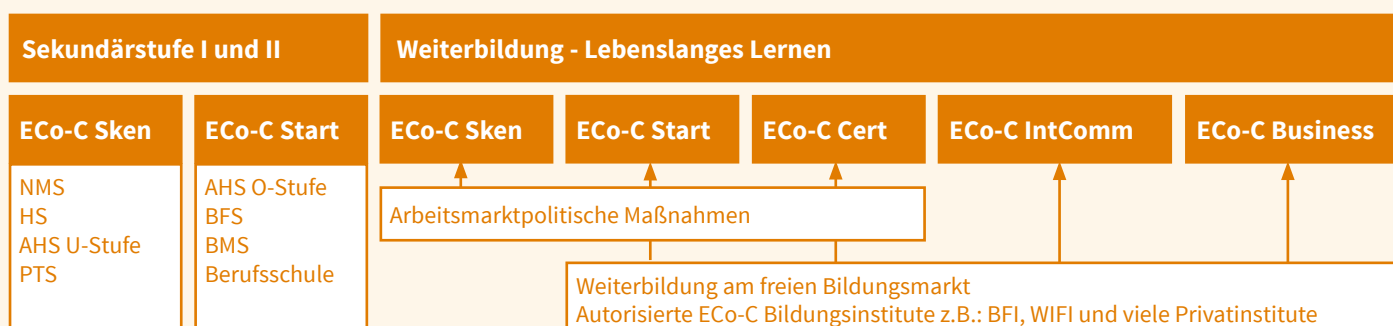 Sekundärstufe I und II
Weiterbildung - Lebenslanges Lernen
ECo-C Sken
ECo-C Start
ECo-C Sken
ECo-C Start
ECo-C Cert
ECo-C IntComm
ECo-C Business
NMS
HS
AHS U-Stufe
PTS
AHS O-Stufe
BFS
BMS
Berufsschule
Arbeitsmarktpolitische Maßnahmen
Weiterbildung am freien Bildungsmarkt
Autorisierte ECo-C Bildungsinstitute z.B.: BFI, WIFI und viele Privatinstitute